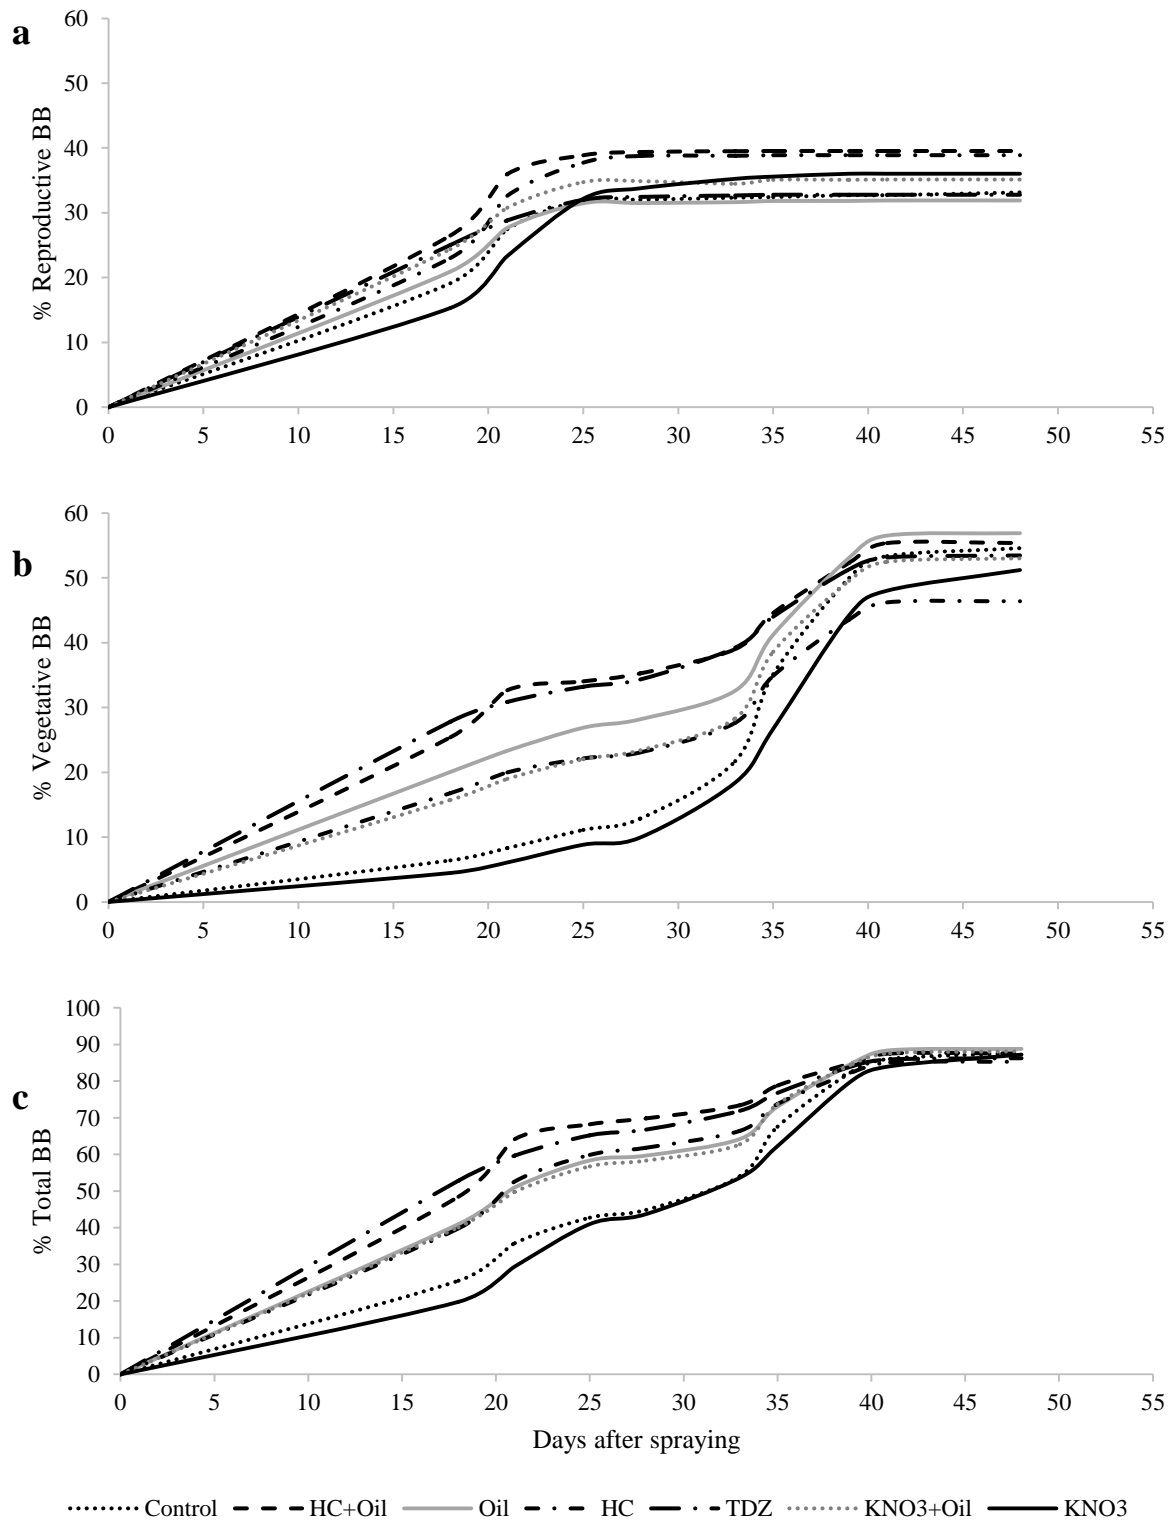 a
60
50
40
30
20
10
0
% Reproductive BB
0 5 10 15 20 25 30 35 40 45 50 55
b
60
50
40
30
20
10
0
% Vegetative BB
0 5 10 15 20 25 30 35 40 45 50 55
c
100
90
80
70
60
50
40
30
20
10
0
% Total BB
0 5 10 15 20 25 30 35 40 45 50 55
Days after spraying
Control HC+Oil Oil HC TDZ KNO3+Oil KNO3